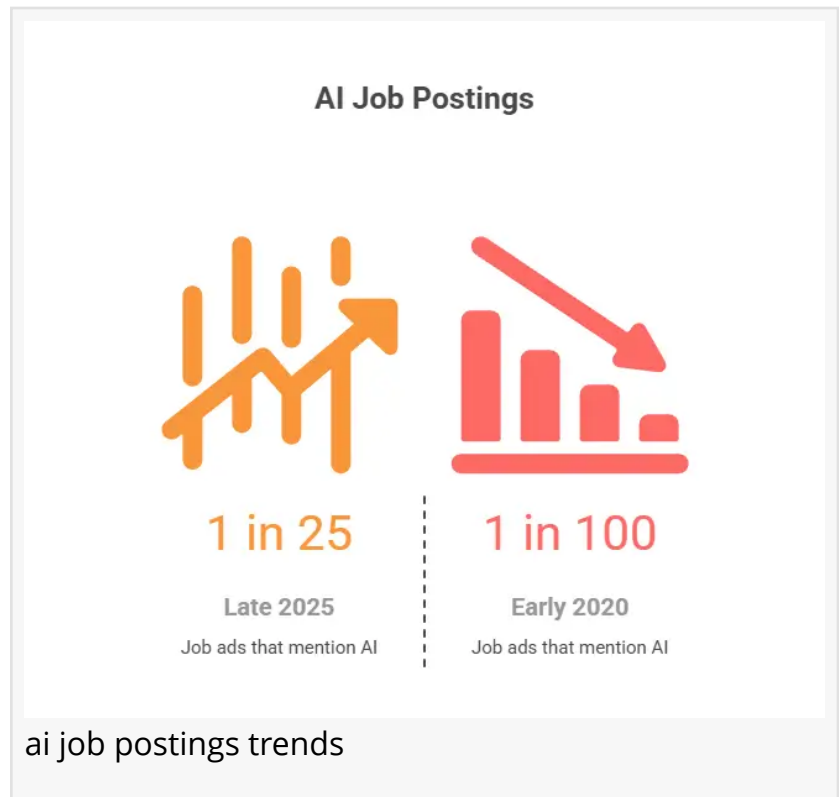 AI Job Postings
1 in 25
Late 2025
Job ads that mention AI
1 in 100
Early 2020
Job ads that mention AI
ai job postings trends